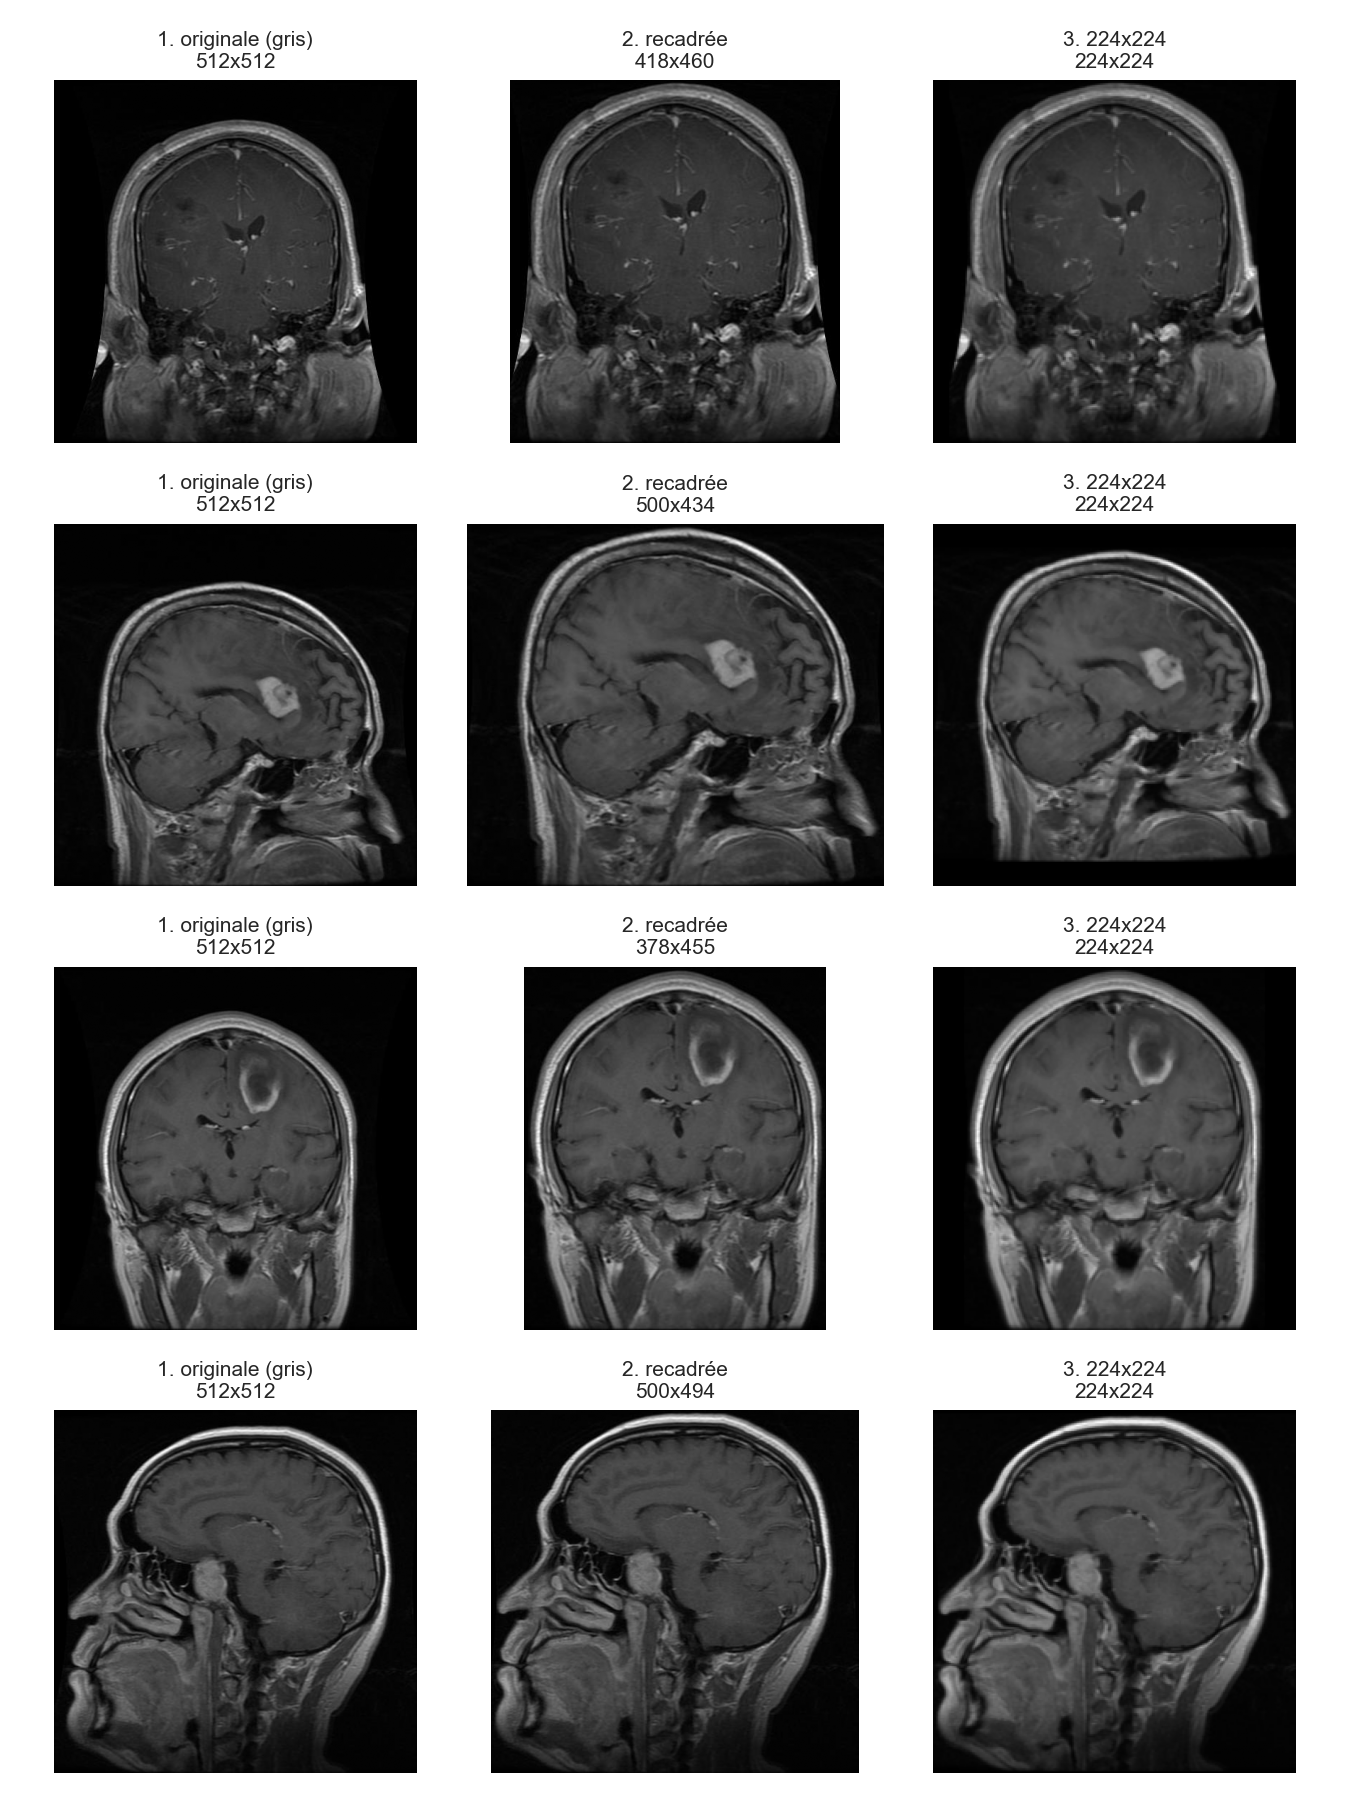 1. originale (gris)
512x512
2. recadrée
418x460
3. 224x224
224x224
1. originale (gris)
512x512
2. recadrée
500x434
3. 224x224
224x224
1. originale (gris)
512x512
2. recadrée
378x455
3. 224x224
224x224
1. originale (gris)
512x512
2. recadrée
500x494
3. 224x224
224x224